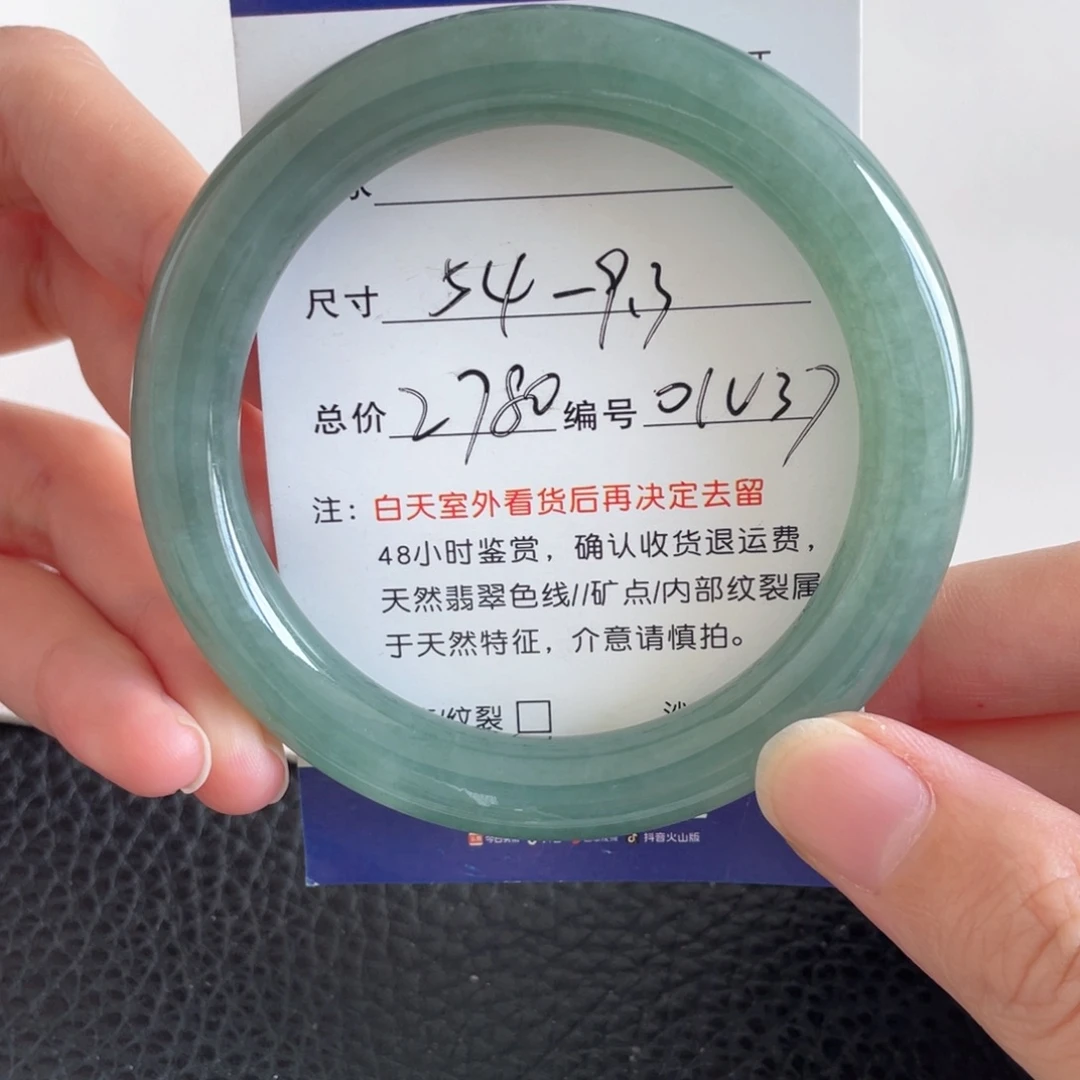 尺寸 54-9.3
总价 2780 编号 01V37
注：白天室外看货后再决定去留
48小时鉴赏，确认收货退运费，
天然翡翠色线//矿点/内部纹裂属
于天然特征，介意请慎拍。
/纹裂 □
抖音火山版